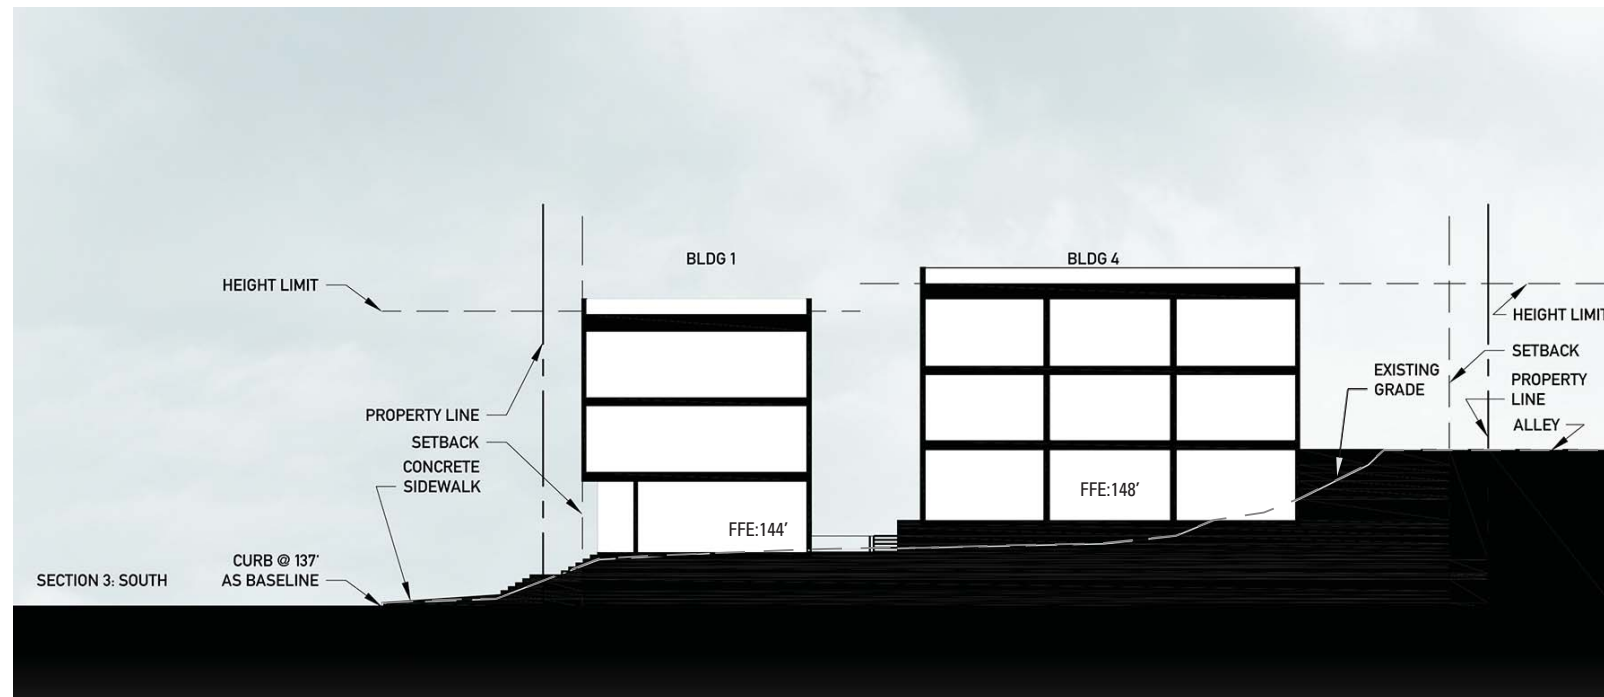 BLDG 1
BLDG 4
HEIGHT LIMIT
HEIGHT LIMIT
SETBACK
EXISTING
GRADE
PROPERTY
LINE
PROPERTY LINE
ALLEY
SETBACK
CONCRETE
SIDEWALK
FFE:148’
FFE:144’
CURB @ 137'
AS BASELINE
SECTION 3: SOUTH